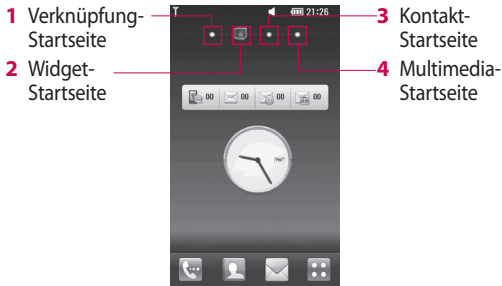 1 Verknüpfung-
Startseite
2 Widget-
Startseite
21:26
3 Kontakt-
Startseite
4 Multimedia-
Startseite
00 00 00 00